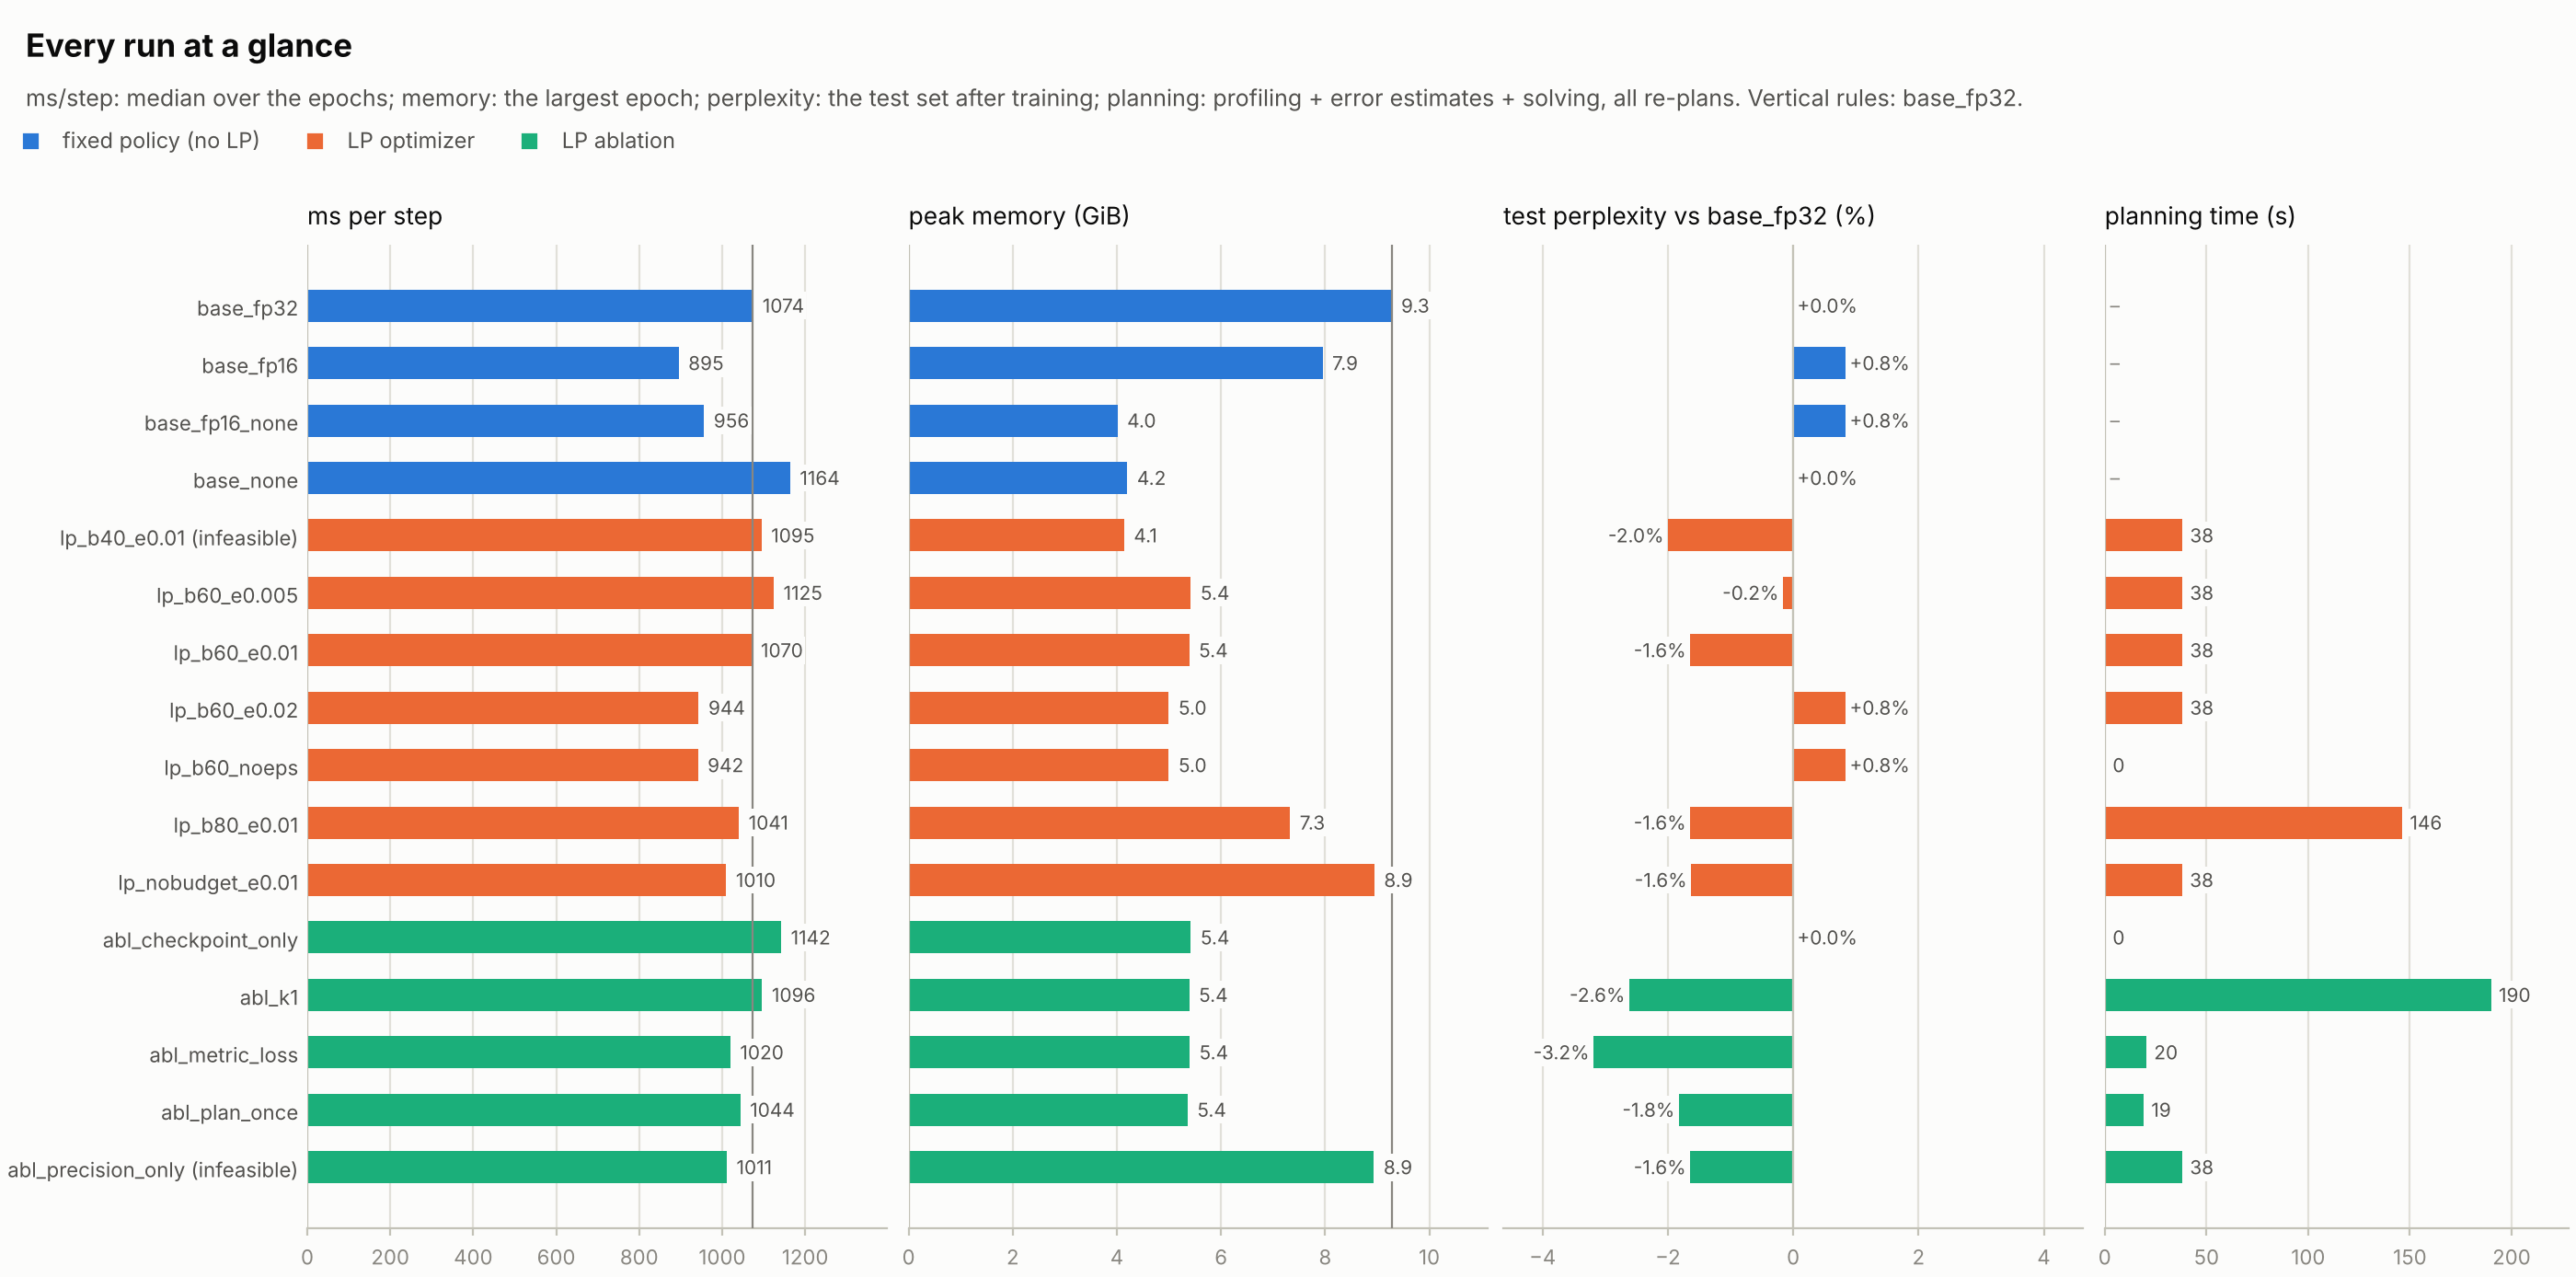 Every run at a glance
ms/step: median over the epochs; memory: the largest epoch; perplexity: the test set after training; planning: profiling + error estimates + solving, all re-plans. Vertical rules: base_fp32.
fixed policy (no LP) LP optimizer LP ablation
ms per step peak memory (GiB) test perplexity vs base_fp32 (%) planning time (s)
base_fp32 1074 9.3 +0.0% –
base_fp16 895 7.9 +0.8% –
base_fp16_none 956 4.0 +0.8% –
base_none 1164 4.2 +0.0% –
lp_b40_e0.01 (infeasible) 1095 4.1 -2.0% 38
lp_b60_e0.005 1125 5.4 -0.2% 38
lp_b60_e0.01 1070 5.4 -1.6% 38
lp_b60_e0.02 944 5.0 +0.8% 38
lp_b60_noeps 942 5.0 +0.8% 0
lp_b80_e0.01 1041 7.3 -1.6% 146
lp_nobudget_e0.01 1010 8.9 -1.6% 38
abl_checkpoint_only 1142 5.4 +0.0% 0
abl_k1 1096 5.4 -2.6% 190
abl_metric_loss 1020 5.4 -3.2% 20
abl_plan_once 1044 5.4 -1.8% 19
abl_precision_only (infeasible) 1011 8.9 -1.6% 38
0 200 400 600 800 1000 1200 0 2 4 6 8 10 −4 −2 0 2 4 0 50 100 150 200